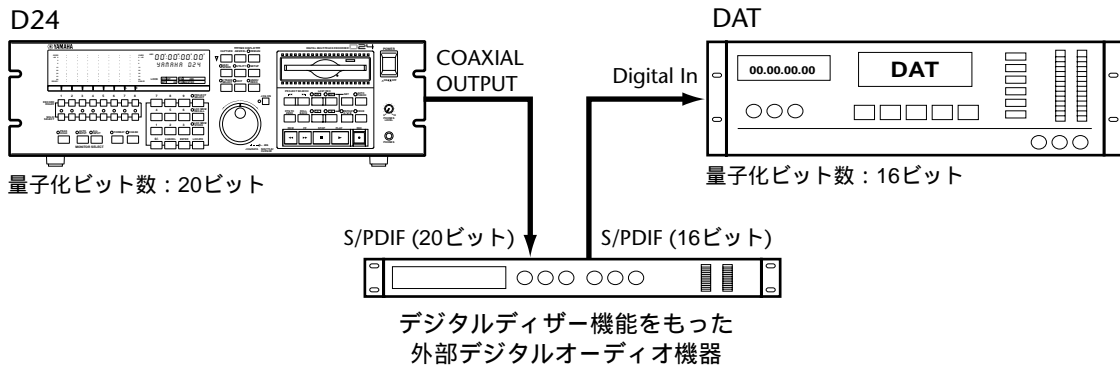 D24
DAT
YAMAHA
00:00:00.00
YAMAHA D24
COAXIAL
OUTPUT
Digital In
00.00.00.00
DAT
量子化ビット数：20ビット
量子化ビット数：16ビット
S/PDIF (20ビット)
S/PDIF (16ビット)
デジタルディザー機能をもった
外部デジタルオーディオ機器